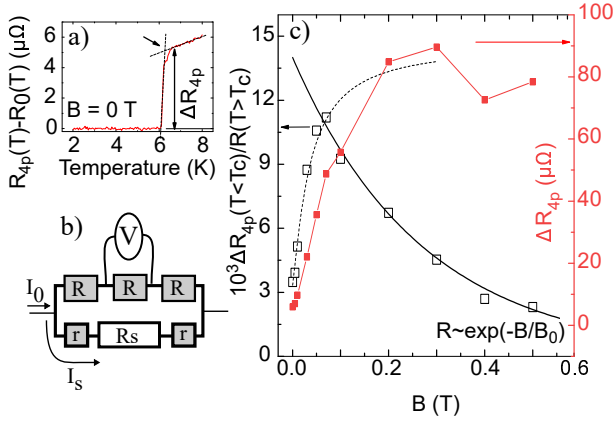 a)
R4p(T)-R0(T) (μΩ)
6
4
2
0
B = 0 T
ΔR4p
2 4 6 8
Temperature (K)
b)
V
I0
R R R
r Rs r
Is
c)
10³ΔR4p(T<Tc)/R(T>Tc)
15
12
9
6
3
0
R~exp(-B/B0)
0.0 0.2 0.4 0.6
B (T)
100
80
60
40
20
0
ΔR4p (μΩ)